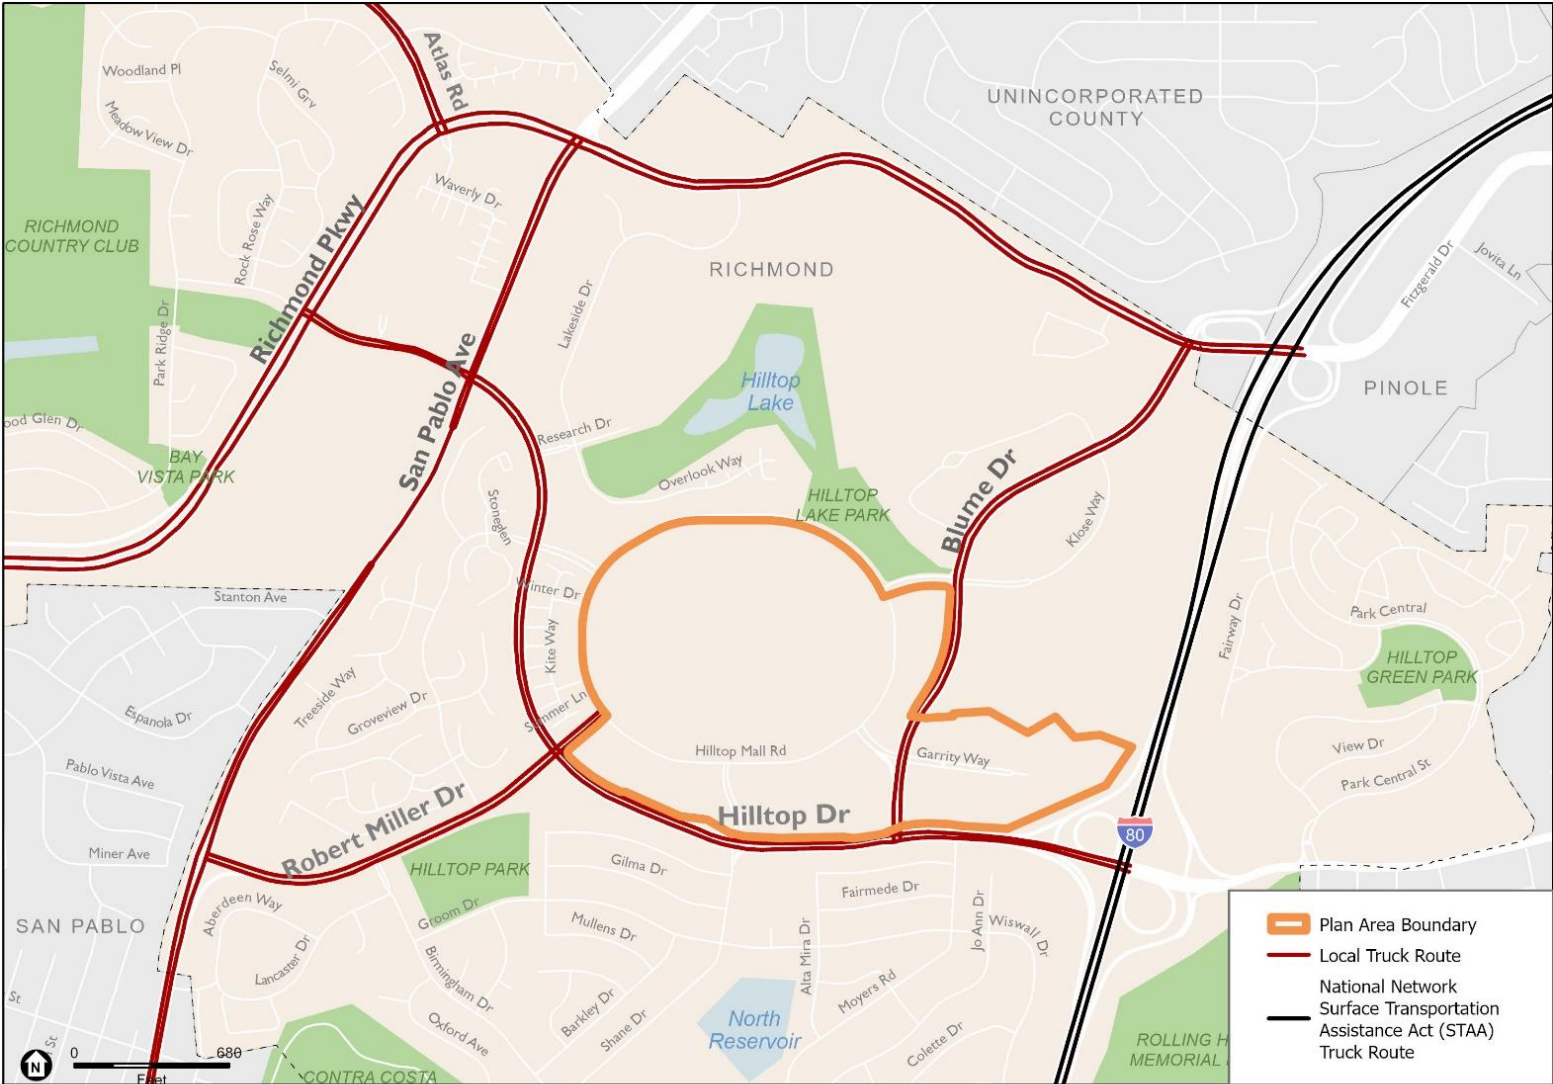 Woodland Pl
Selmi Grv
Atlas Rd
Meadow View Dr
UNINCORPORATED
COUNTY
Waverly Dr
Rock Rose Way
RICHMOND
COUNTRY CLUB
Richmond Pkwy
RICHMOND
Jovita Ln
Fitzgerald Dr
Lakeside Dr
Park Ridge Dr
San Pablo Ave
Hilltop
Lake
PINOLE
ood Glen Dr
Research Dr
BAY
VISTA PARK
Overlook Way
HILLTOP
LAKE PARK
Blume Dr
Klose Way
Stoneglen
Winter Dr
Stanton Ave
Kite Way
Fairway Dr
Park Central
HILLTOP
GREEN PARK
Treeside Way
Groveview Dr
Summer Ln
Espanola Dr
Hilltop Mall Rd
Garrity Way
View Dr
Park Central St
Pablo Vista Ave
Hilltop Dr
Robert Miller Dr
80
Miner Ave
HILLTOP PARK
Gilma Dr
Fairmede Dr
Aberdeen Way
Groom Dr
Mullens Dr
Jo Ann Dr
Wiswall Dr
SAN PABLO
Alta Mira Dr
Lancaster Dr
Birmingham Dr
Moyers Rd
Barkley Dr
Shane Dr
Oxford Ave
North
Reservoir
Colette Dr
St
St
ROLLING H
MEMORIAL
CONTRA COSTA
N
0 680
Feet
Plan Area Boundary
Local Truck Route
National Network
Surface Transportation
Assistance Act (STAA)
Truck Route